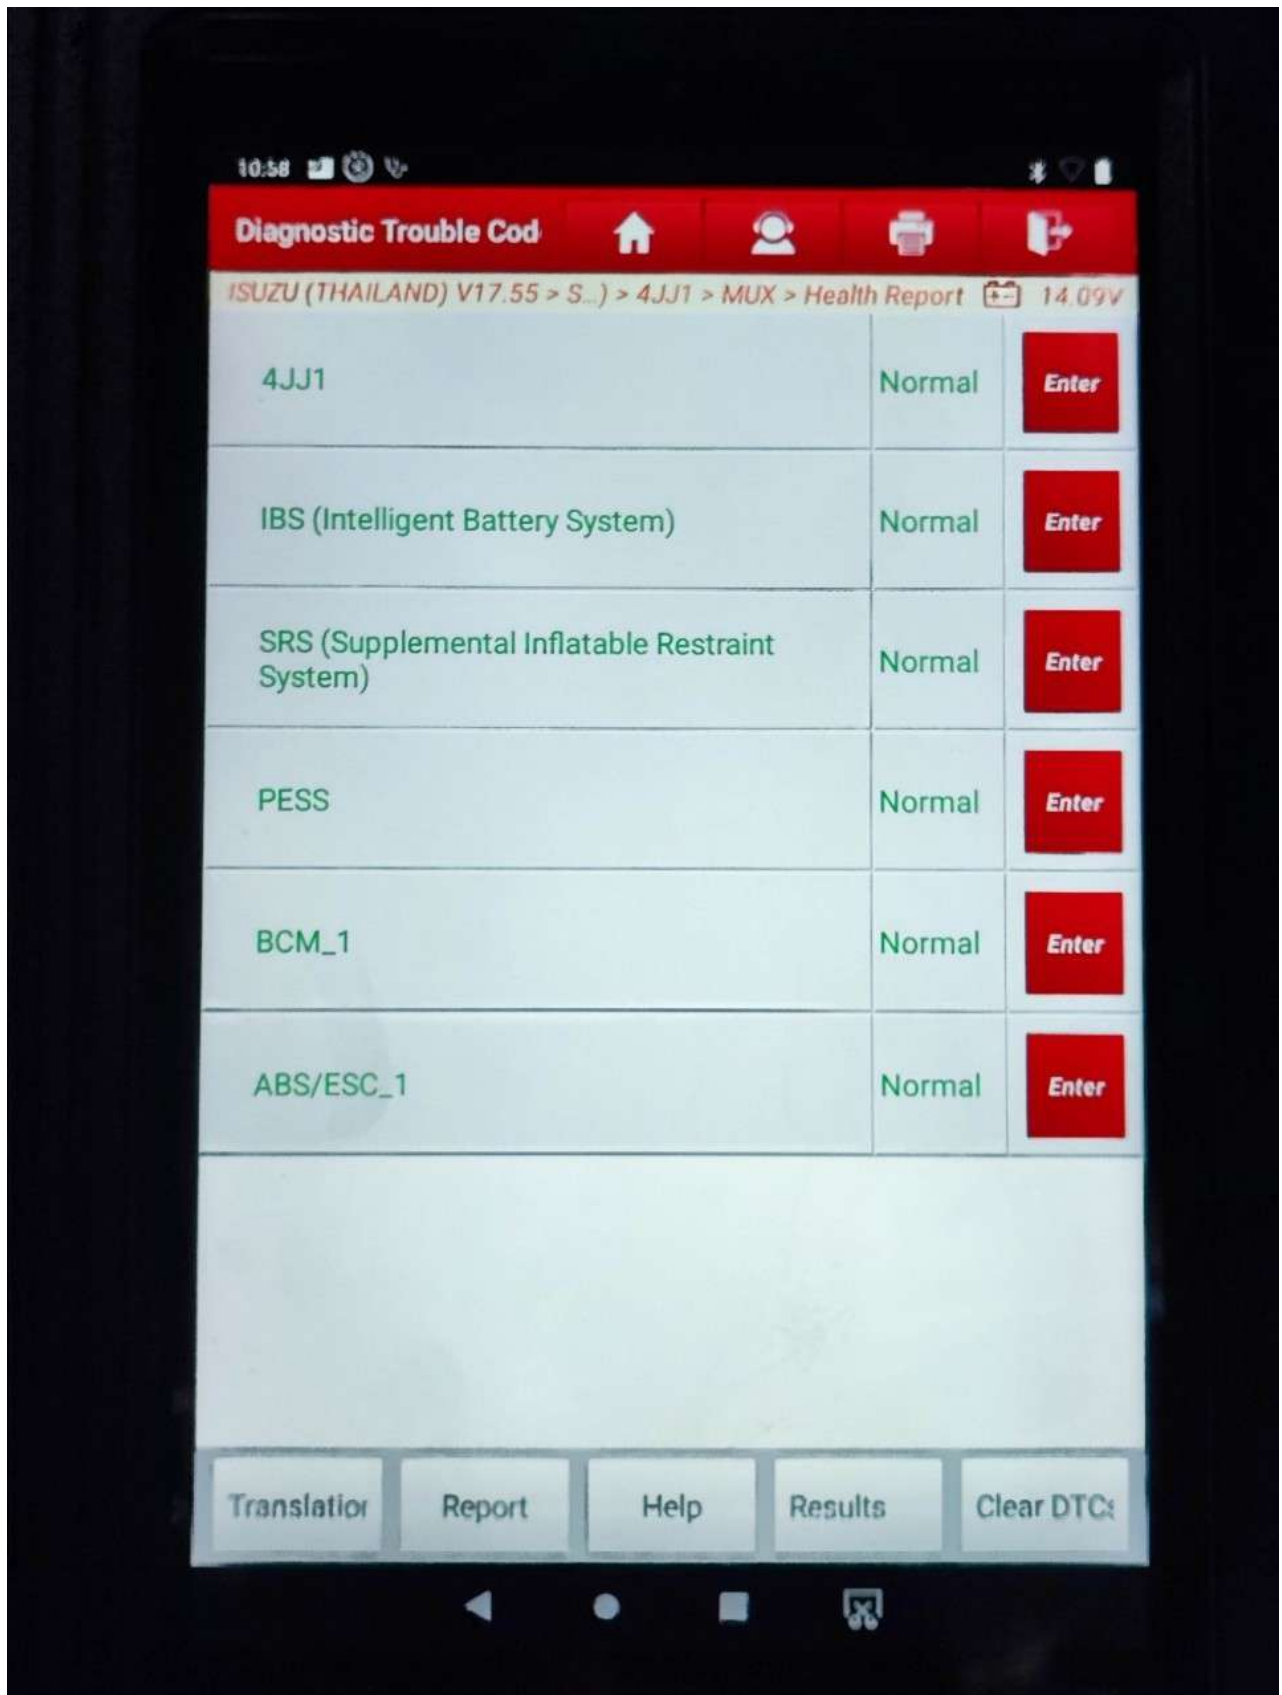 10:58
Diagnostic Trouble Cod
ISUZU (THAILAND) V17.55 > S...) > 4JJ1 > MUX > Health Report 14.09V
4JJ1 Normal Enter
IBS (Intelligent Battery System) Normal Enter
SRS (Supplemental Inflatable Restraint
System) Normal Enter
PESS Normal Enter
BCM_1 Normal Enter
ABS/ESC_1 Normal Enter
Translation Report Help Results Clear DTCs